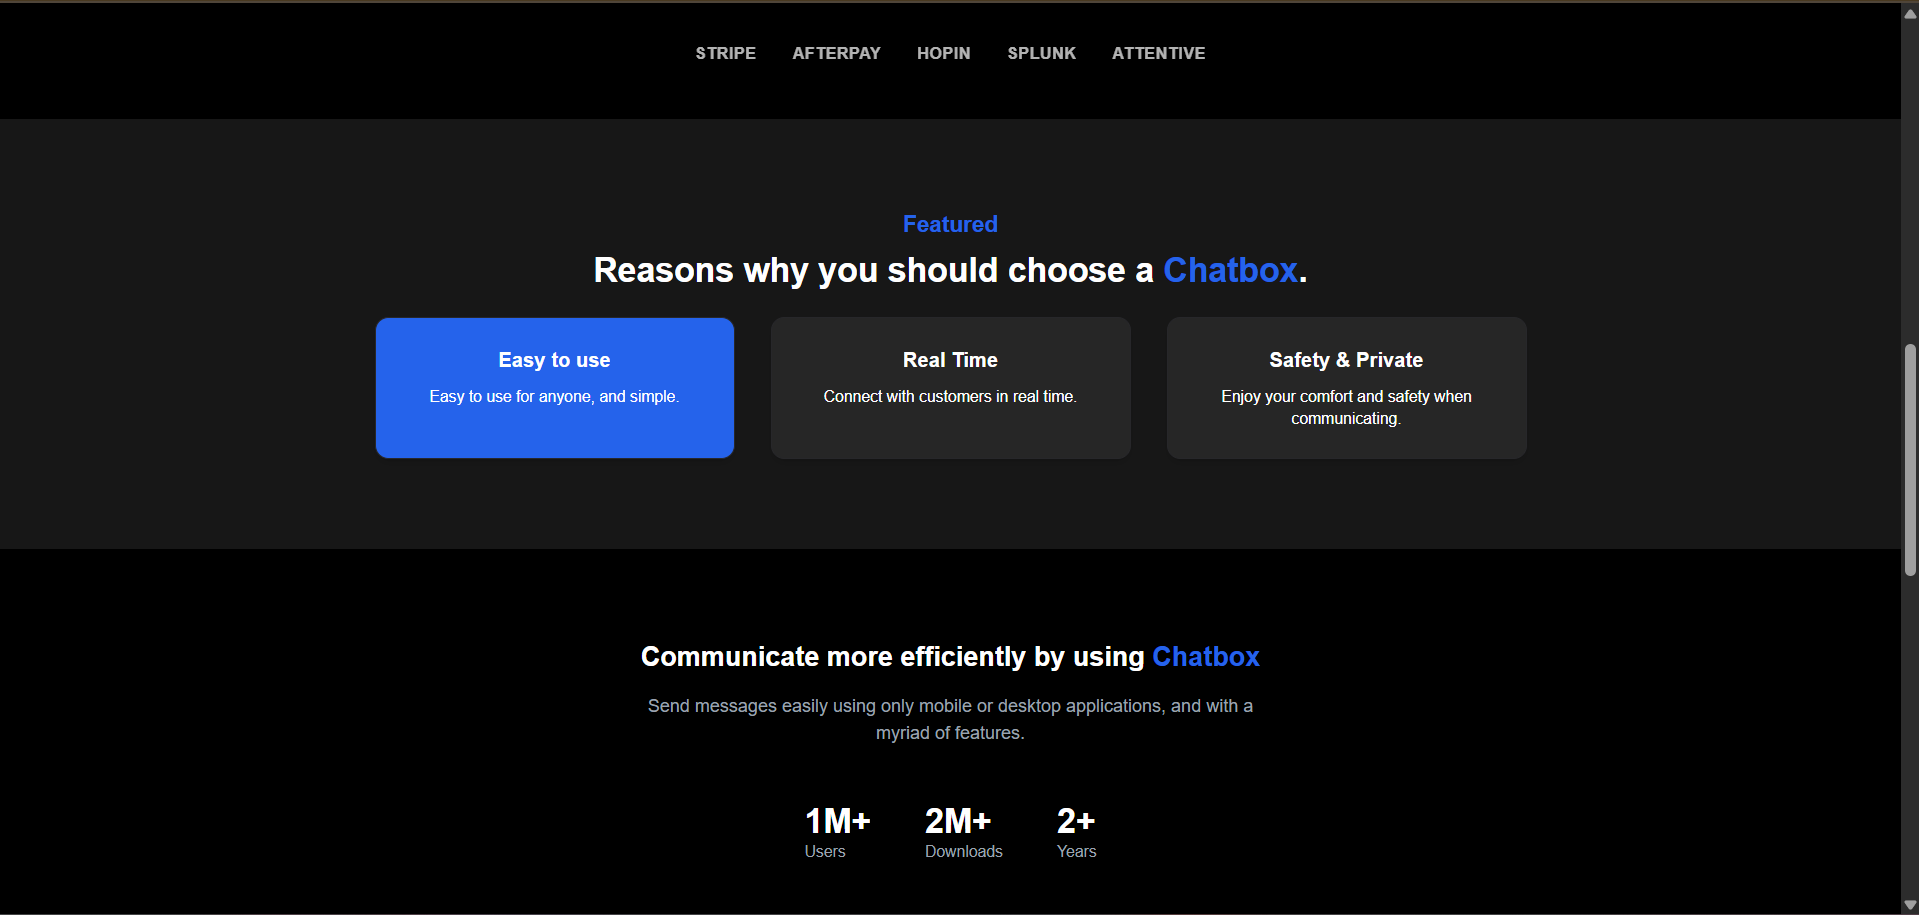 STRIPE AFTERPAY HOPIN SPLUNK ATTENTIVE
Featured
Reasons why you should choose a Chatbox.
Easy to use
Easy to use for anyone, and simple.
Real Time
Connect with customers in real time.
Safety & Private
Enjoy your comfort and safety when
communicating.
Communicate more efficiently by using Chatbox
Send messages easily using only mobile or desktop applications, and with a
myriad of features.
1M+
Users
2M+
Downloads
2+
Years